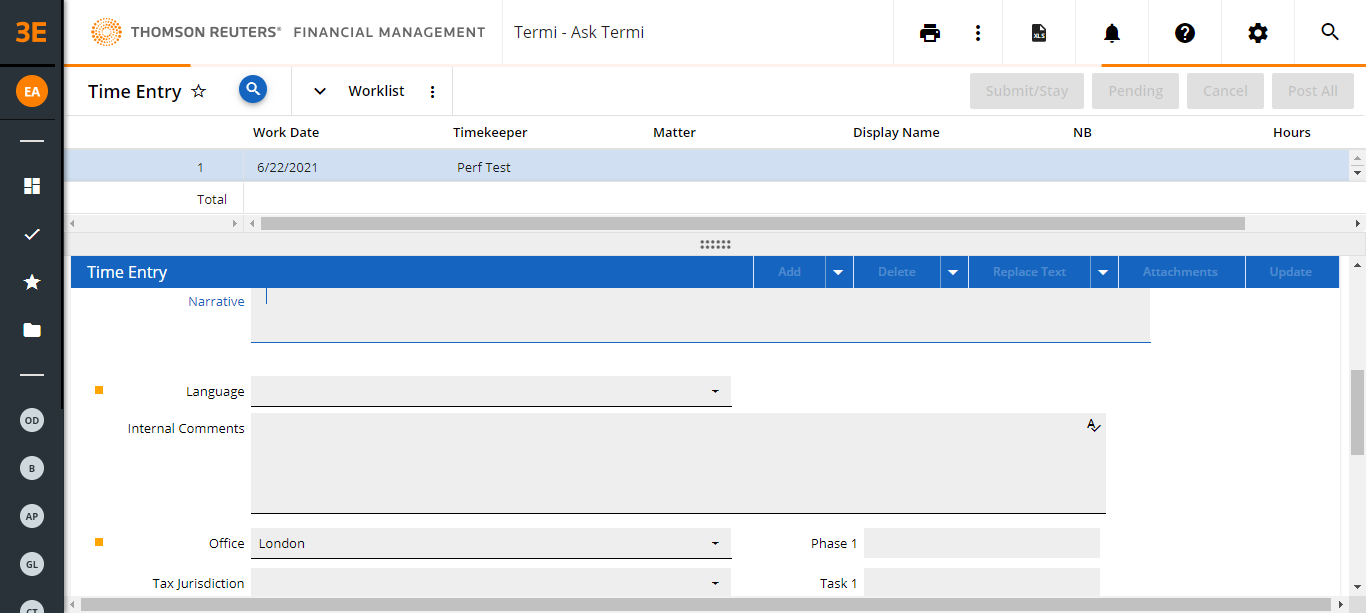 3E
THOMSON REUTERS® FINANCIAL MANAGEMENT
Termi - Ask Termi
XLS
EA
Time Entry
Worklist
Submit/Stay
Pending
Cancel
Post All
Work Date
Timekeeper
Matter
Display Name
NB
Hours
1
6/22/2021
Perf Test
Total
Time Entry
Add
Delete
Replace Text
Attachments
Update
Narrative
Language
Internal Comments
Office
London
Phase 1
Tax Jurisdiction
Task 1
OD
B
AP
GL
CT